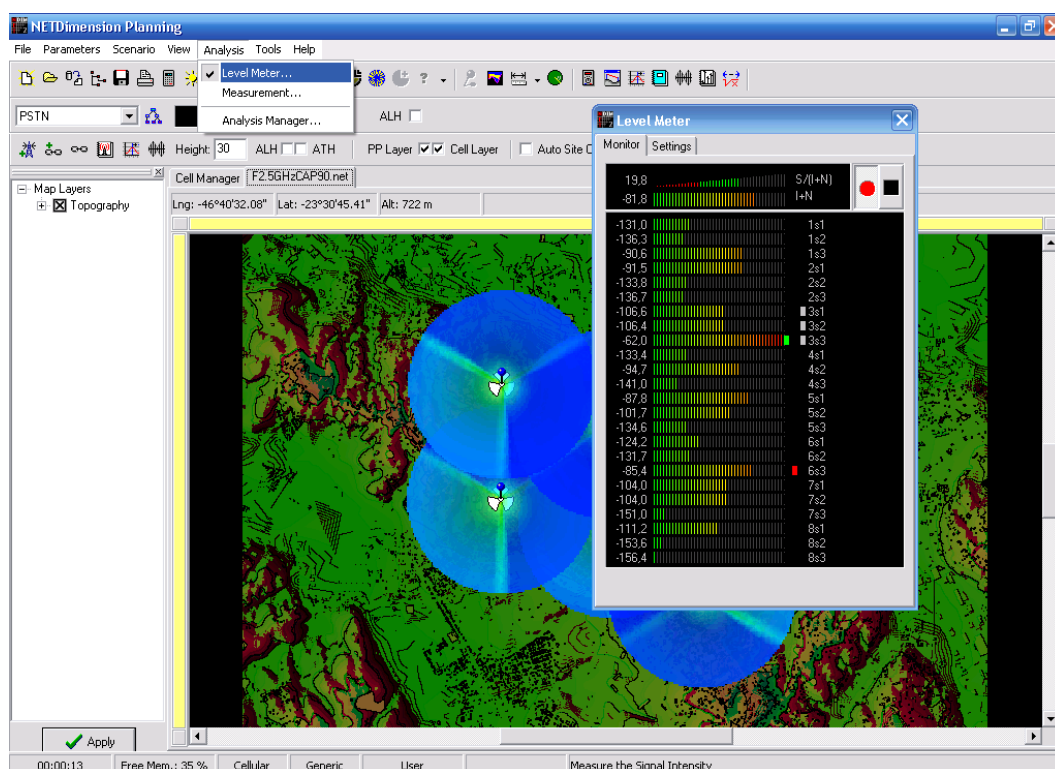 NETDimension Planning
File Parameters Scenario View Analysis Tools Help
Level Meter...
Measurement...
Analysis Manager...
PSTN
ALH
Height: 30 ALH ATH PP Layer Cell Layer Auto Site
Map Layers
Topography
Cell Manager F2.5GHzCAP90.net
Lng: -46°40'32.08" Lat: -23°30'45.41" Alt: 722 m
Level Meter
Monitor Settings
19,8 S/(I+N)
-81,8 I+N
-131,0 1s1
-136,3 1s2
-90,6 1s3
-91,5 2s1
-133,8 2s2
-136,7 2s3
-106,6 3s1
-106,4 3s2
-62,0 3s3
-133,4 4s1
-94,7 4s2
-141,0 4s3
-87,8 5s1
-101,7 5s2
-134,6 5s3
-124,2 6s1
-131,7 6s2
-85,4 6s3
-104,0 7s1
-104,0 7s2
-151,0 7s3
-111,2 8s1
-153,6 8s2
-156,4 8s3
Apply
00:00:13 Free Mem.: 35 % Cellular Generic User Measure the Signal Intensity